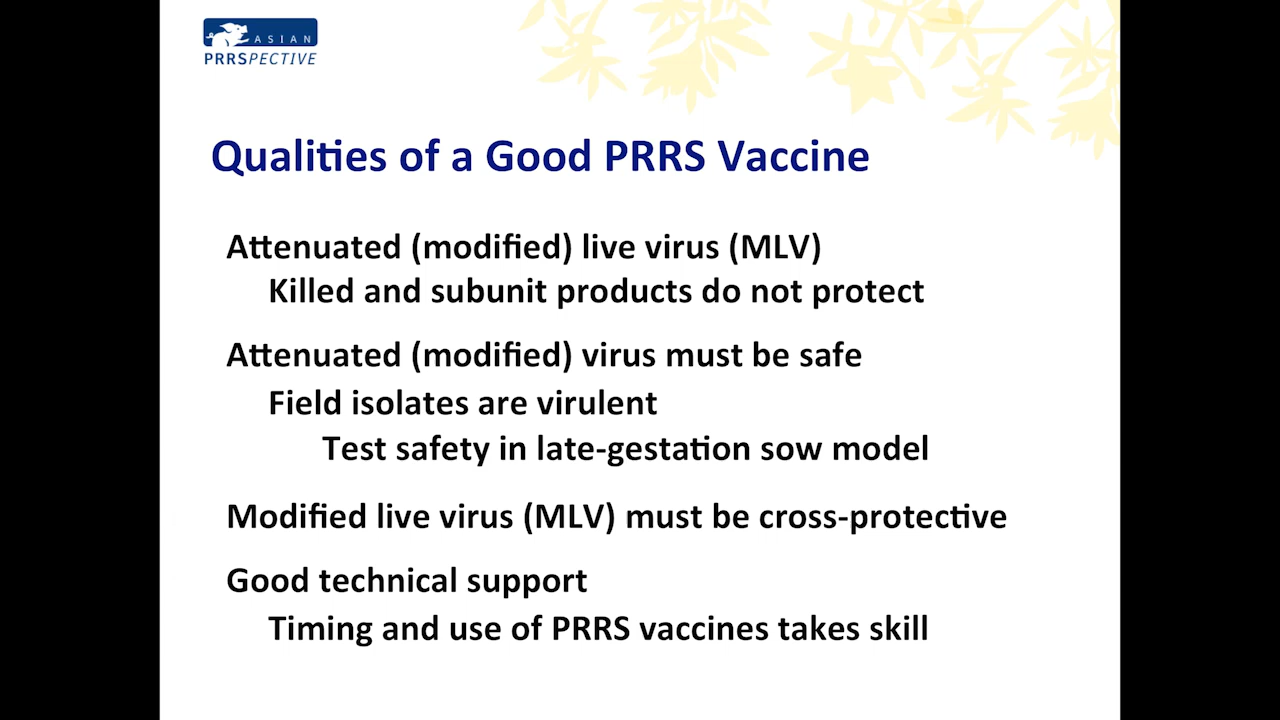 ASIAN
PRRSPECTIVE
Qualities of a Good PRRS Vaccine
Attenuated (modified) live virus (MLV)
Killed and subunit products do not protect
Attenuated (modified) virus must be safe
Field isolates are virulent
Test safety in late-gestation sow model
Modified live virus (MLV) must be cross-protective
Good technical support
Timing and use of PRRS vaccines takes skill